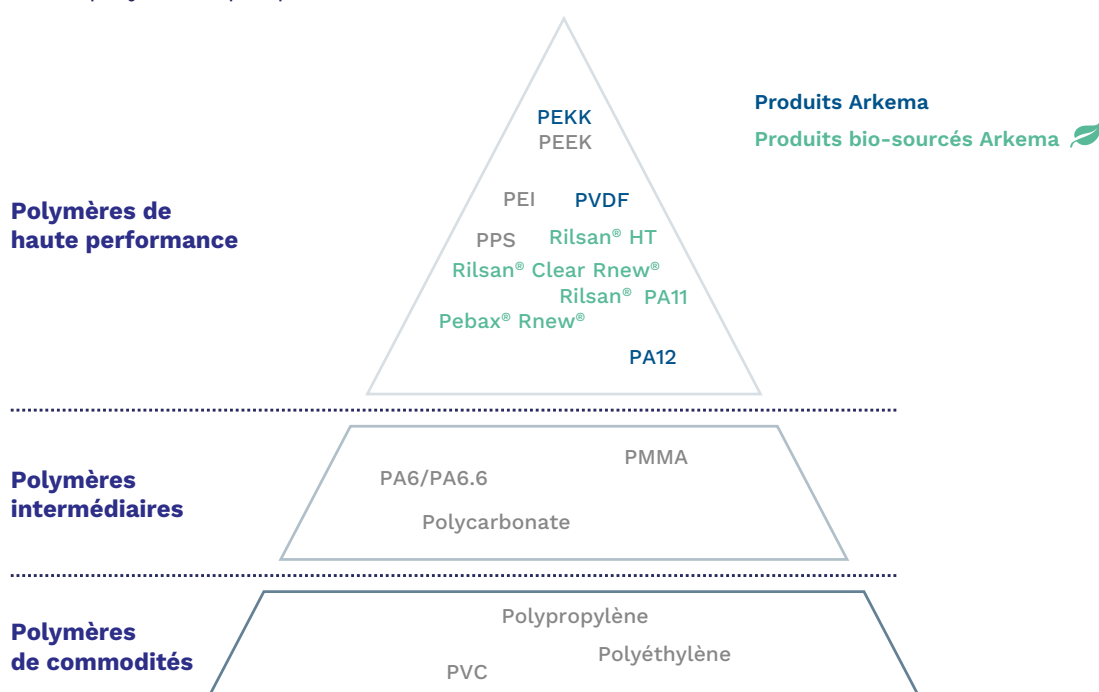 PEKK
PEEK
Produits Arkema
Produits bio-sourcés Arkema
Polymères de
haute performance
PEI PVDF
PPS Rilsan® HT
Rilsan® Clear Rnew®
Rilsan® PA11
Pebax® Rnew®
PA12
Polymères
intermédiaires
PMMA
PA6/PA6.6
Polycarbonate
Polymères
de commodités
Polypropylène
Polyéthylène
PVC